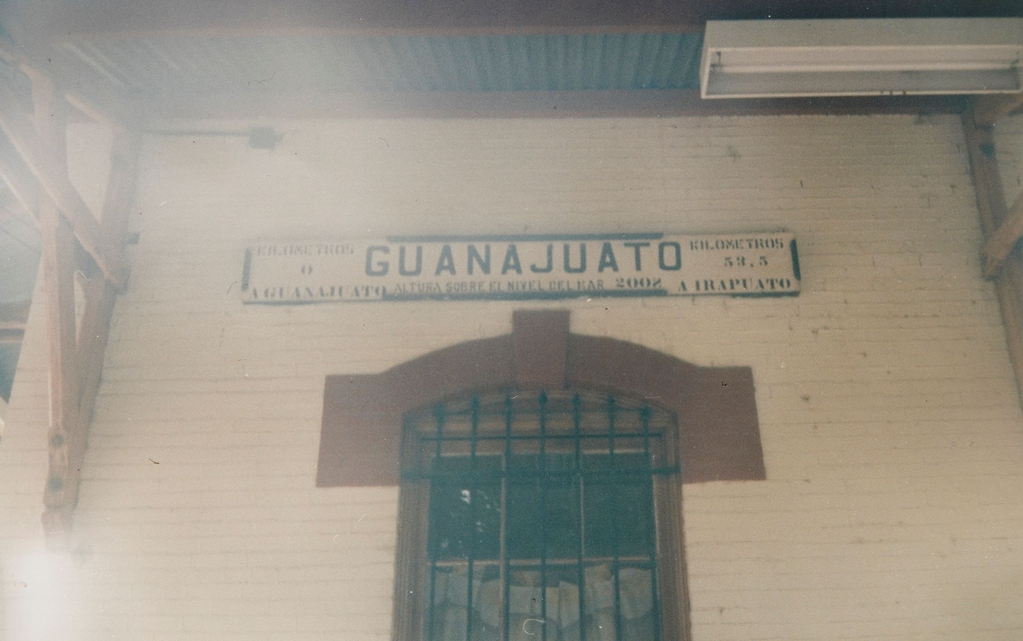 KILOMETROS GUANAJUATO KILOMETROS
0 53,5
A GUANAJUATO ALTURA SOBRE EL NIVEL DEL MAR 2002 A IRAPUATO